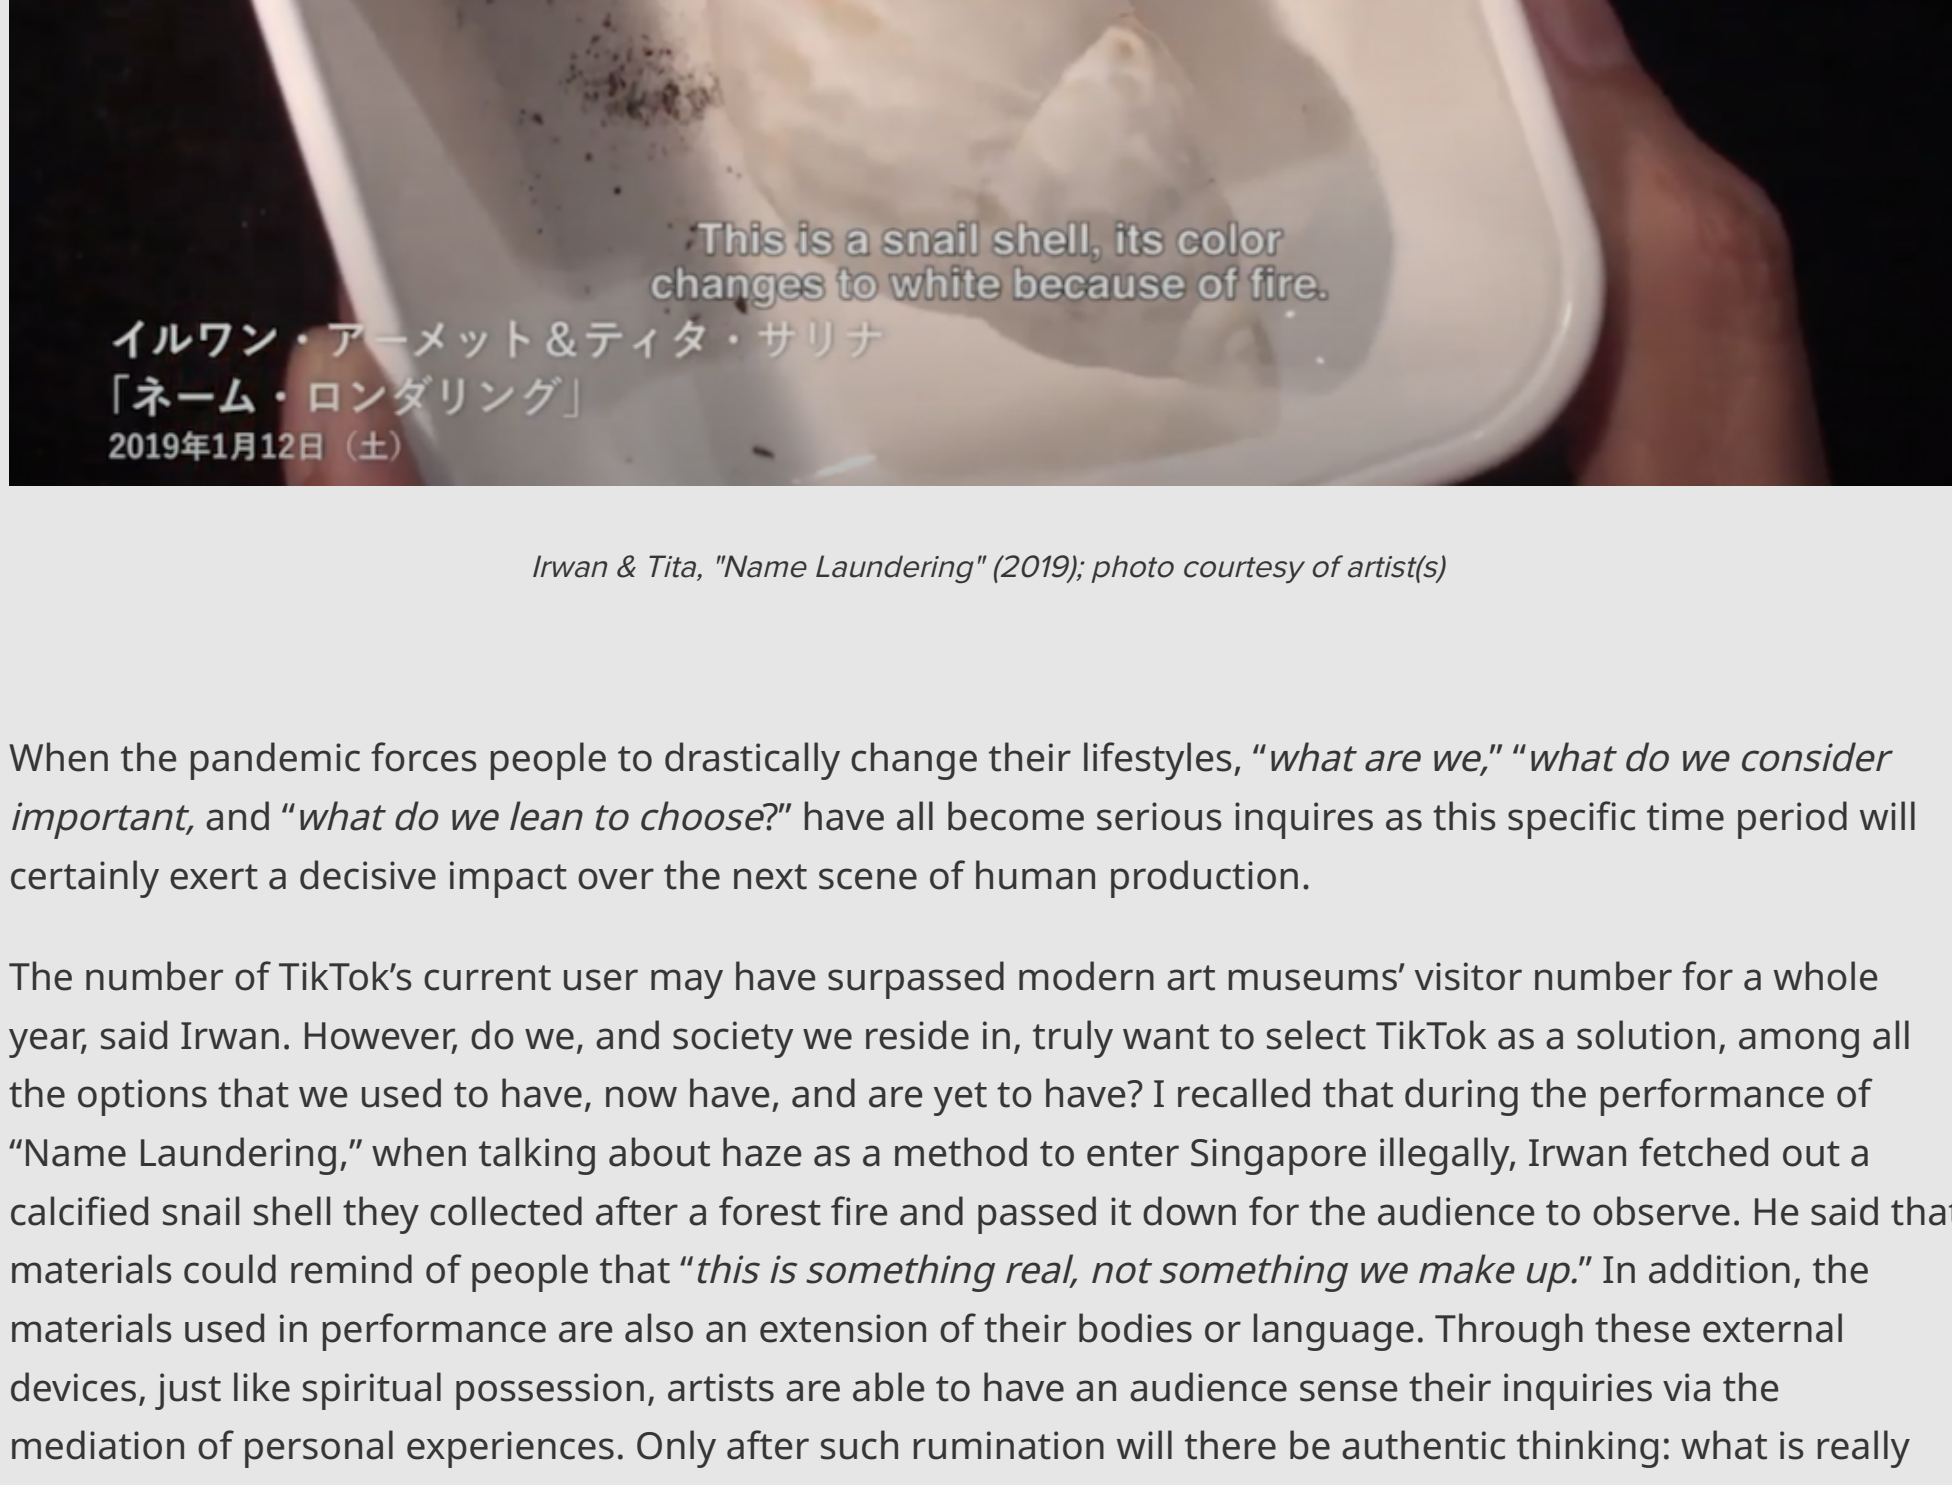 This is a snail shell, its color
changes to white because of fire.
イルワン・アーメット＆ティタ・サリナ
「ネーム・ロンダリング」
2019年1月12日（土）
Irwan & Tita, "Name Laundering" (2019); photo courtesy of artist(s)
When the pandemic forces people to drastically change their lifestyles, “what are we,” “what do we consider
important, and “what do we lean to choose?” have all become serious inquires as this specific time period will
certainly exert a decisive impact over the next scene of human production.
The number of TikTok’s current user may have surpassed modern art museums’ visitor number for a whole
year, said Irwan. However, do we, and society we reside in, truly want to select TikTok as a solution, among all
the options that we used to have, now have, and are yet to have? I recalled that during the performance of
“Name Laundering,” when talking about haze as a method to enter Singapore illegally, Irwan fetched out a
calcified snail shell they collected after a forest fire and passed it down for the audience to observe. He said that
materials could remind of people that “this is something real, not something we make up.” In addition, the
materials used in performance are also an extension of their bodies or language. Through these external
devices, just like spiritual possession, artists are able to have an audience sense their inquiries via the
mediation of personal experiences. Only after such rumination will there be authentic thinking: what is really